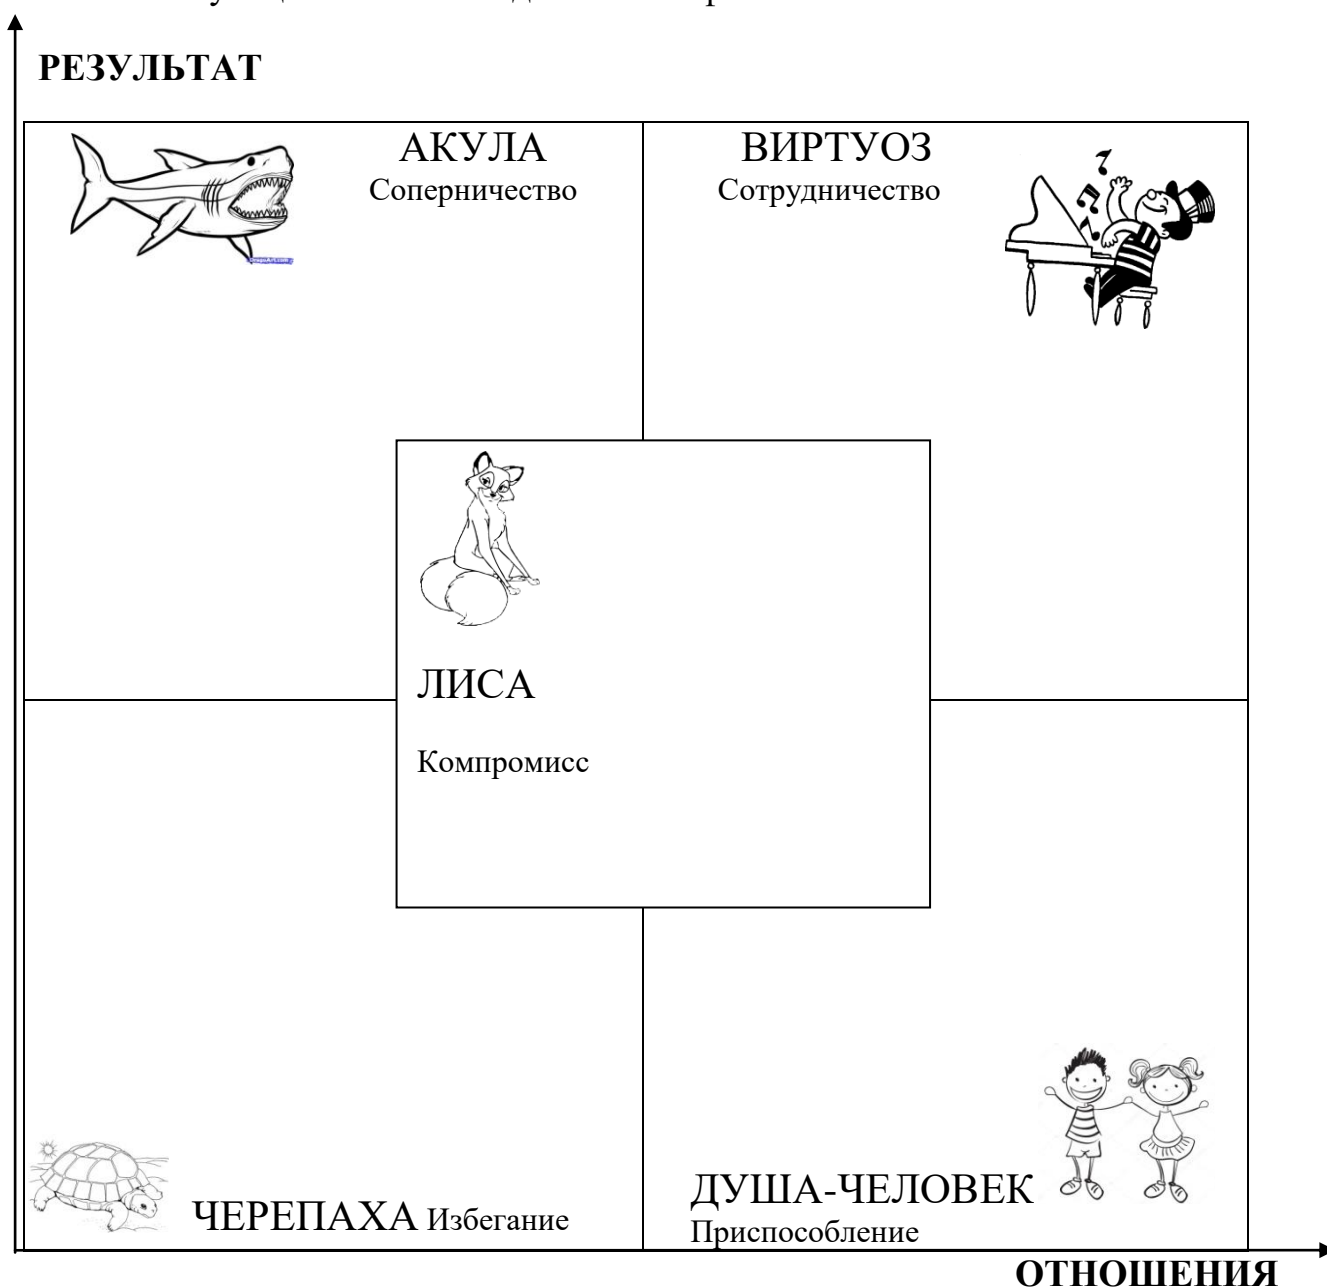 РЕЗУЛЬТАТ
АКУЛА
Соперничество
ВИРТУОЗ
Сотрудничество
ЛИСА
Компромисс
ЧЕРЕПАХА Избегание
ДУША-ЧЕЛОВЕК
Приспособление
ОТНОШЕНИЯ